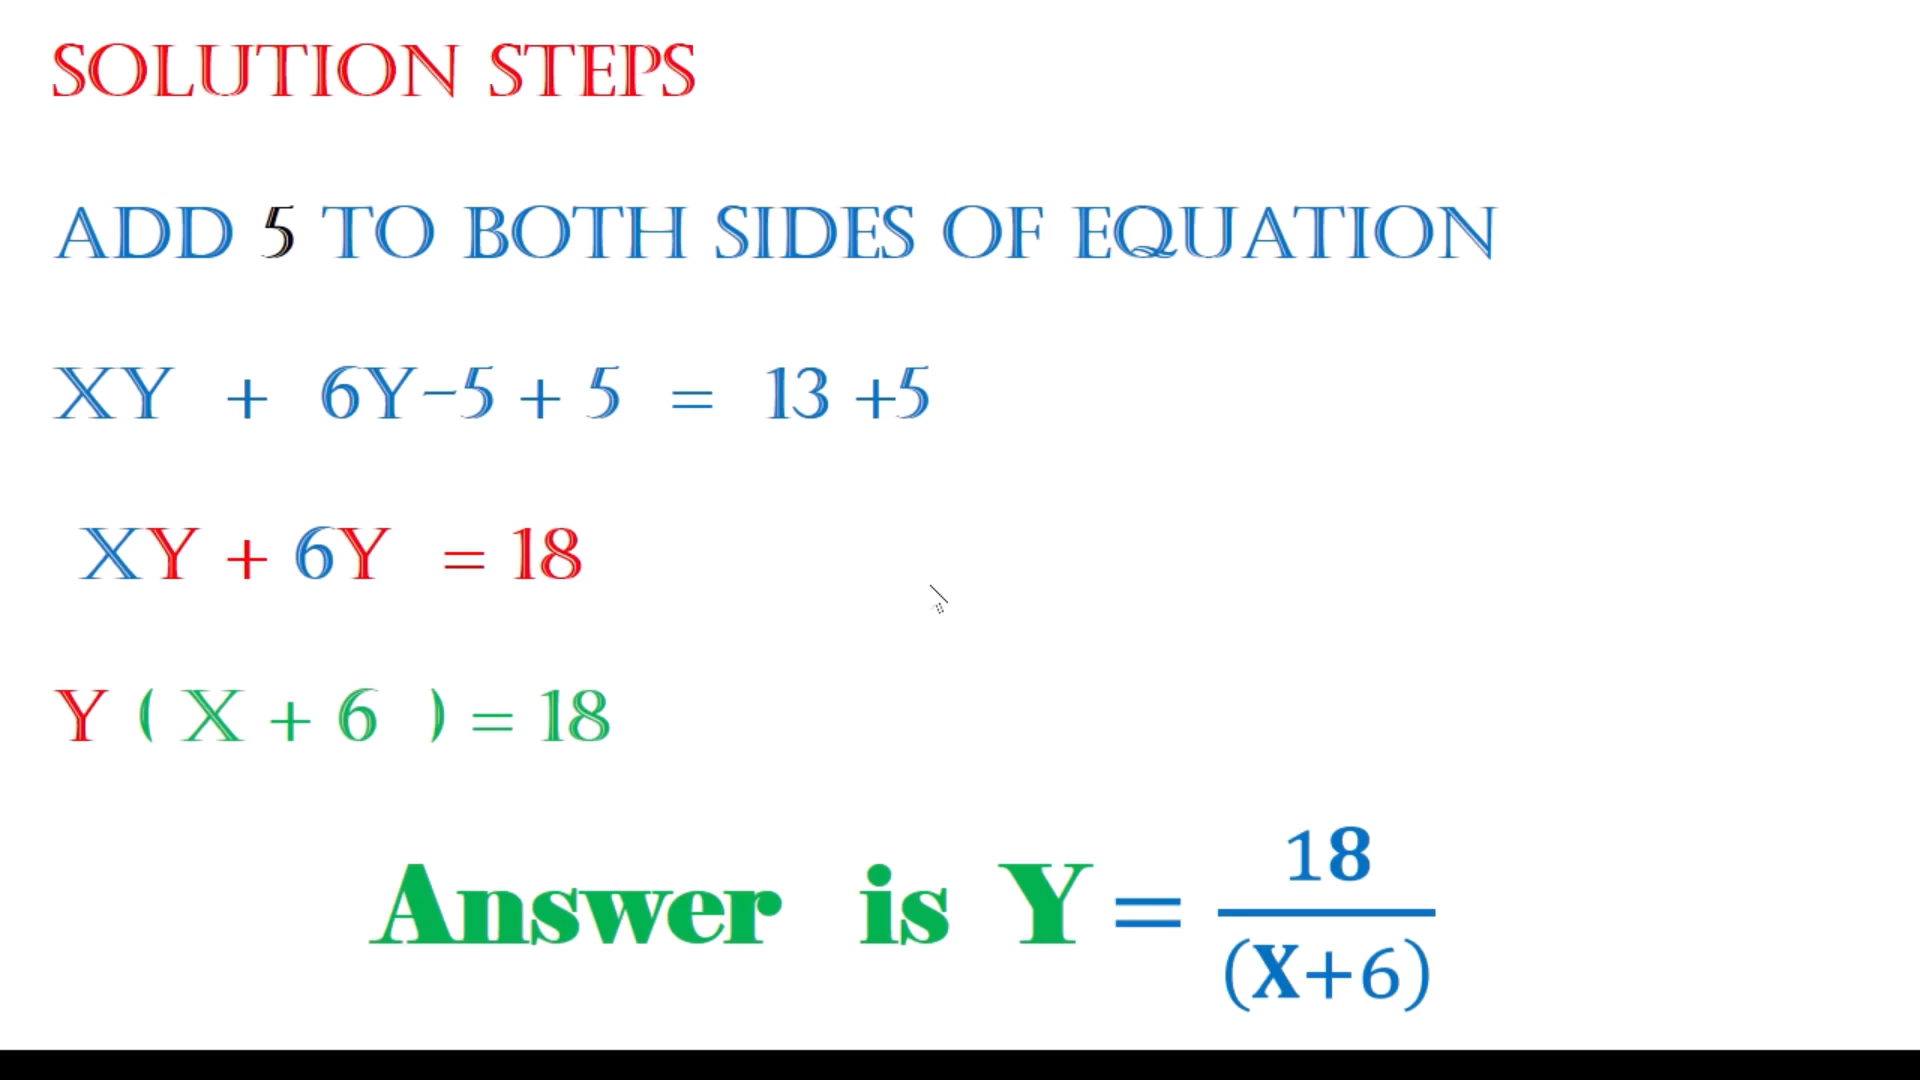 SOLUTION STEPS
ADD 5 TO BOTH SIDES OF EQUATION
XY + 6Y-5 + 5 = 13 +5
XY + 6Y = 18
Y ( X + 6 ) = 18
Answer is Y = 18
(X+6)